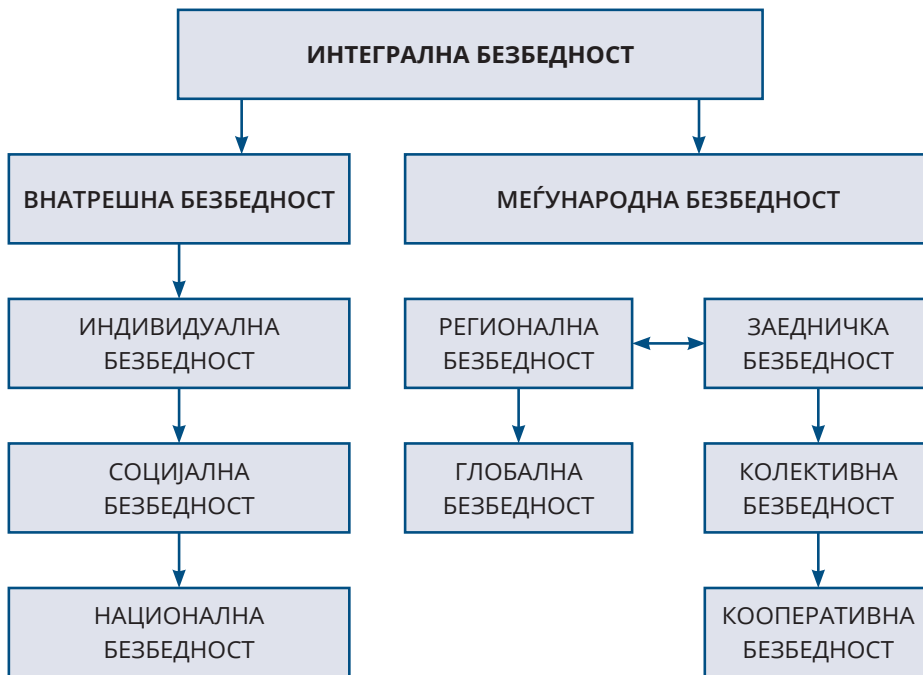 ИНТЕГРАЛНА БЕЗБЕДНОСТ
ВНАТРЕШНА БЕЗБЕДНОСТ
МЕЃУНАРОДНА БЕЗБЕДНОСТ
ИНДИВИДУАЛНА
БЕЗБЕДНОСТ
РЕГИОНАЛНА
БЕЗБЕДНОСТ
ЗАЕДНИЧКА
БЕЗБЕДНОСТ
СОЦИЈАЛНА
БЕЗБЕДНОСТ
ГЛОБАЛНА
БЕЗБЕДНОСТ
КОЛЕКТИВНА
БЕЗБЕДНОСТ
НАЦИОНАЛНА
БЕЗБЕДНОСТ
КООПЕРАТИВНА
БЕЗБЕДНОСТ